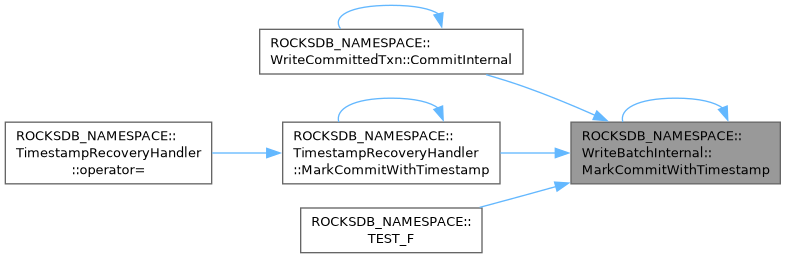 ROCKSDB_NAMESPACE::
WriteCommittedTxn::CommitInternal
ROCKSDB_NAMESPACE::
TimestampRecoveryHandler
::operator=
ROCKSDB_NAMESPACE::
TimestampRecoveryHandler
::MarkCommitWithTimestamp
ROCKSDB_NAMESPACE::
WriteBatchInternal::
MarkCommitWithTimestamp
ROCKSDB_NAMESPACE::
TEST_F